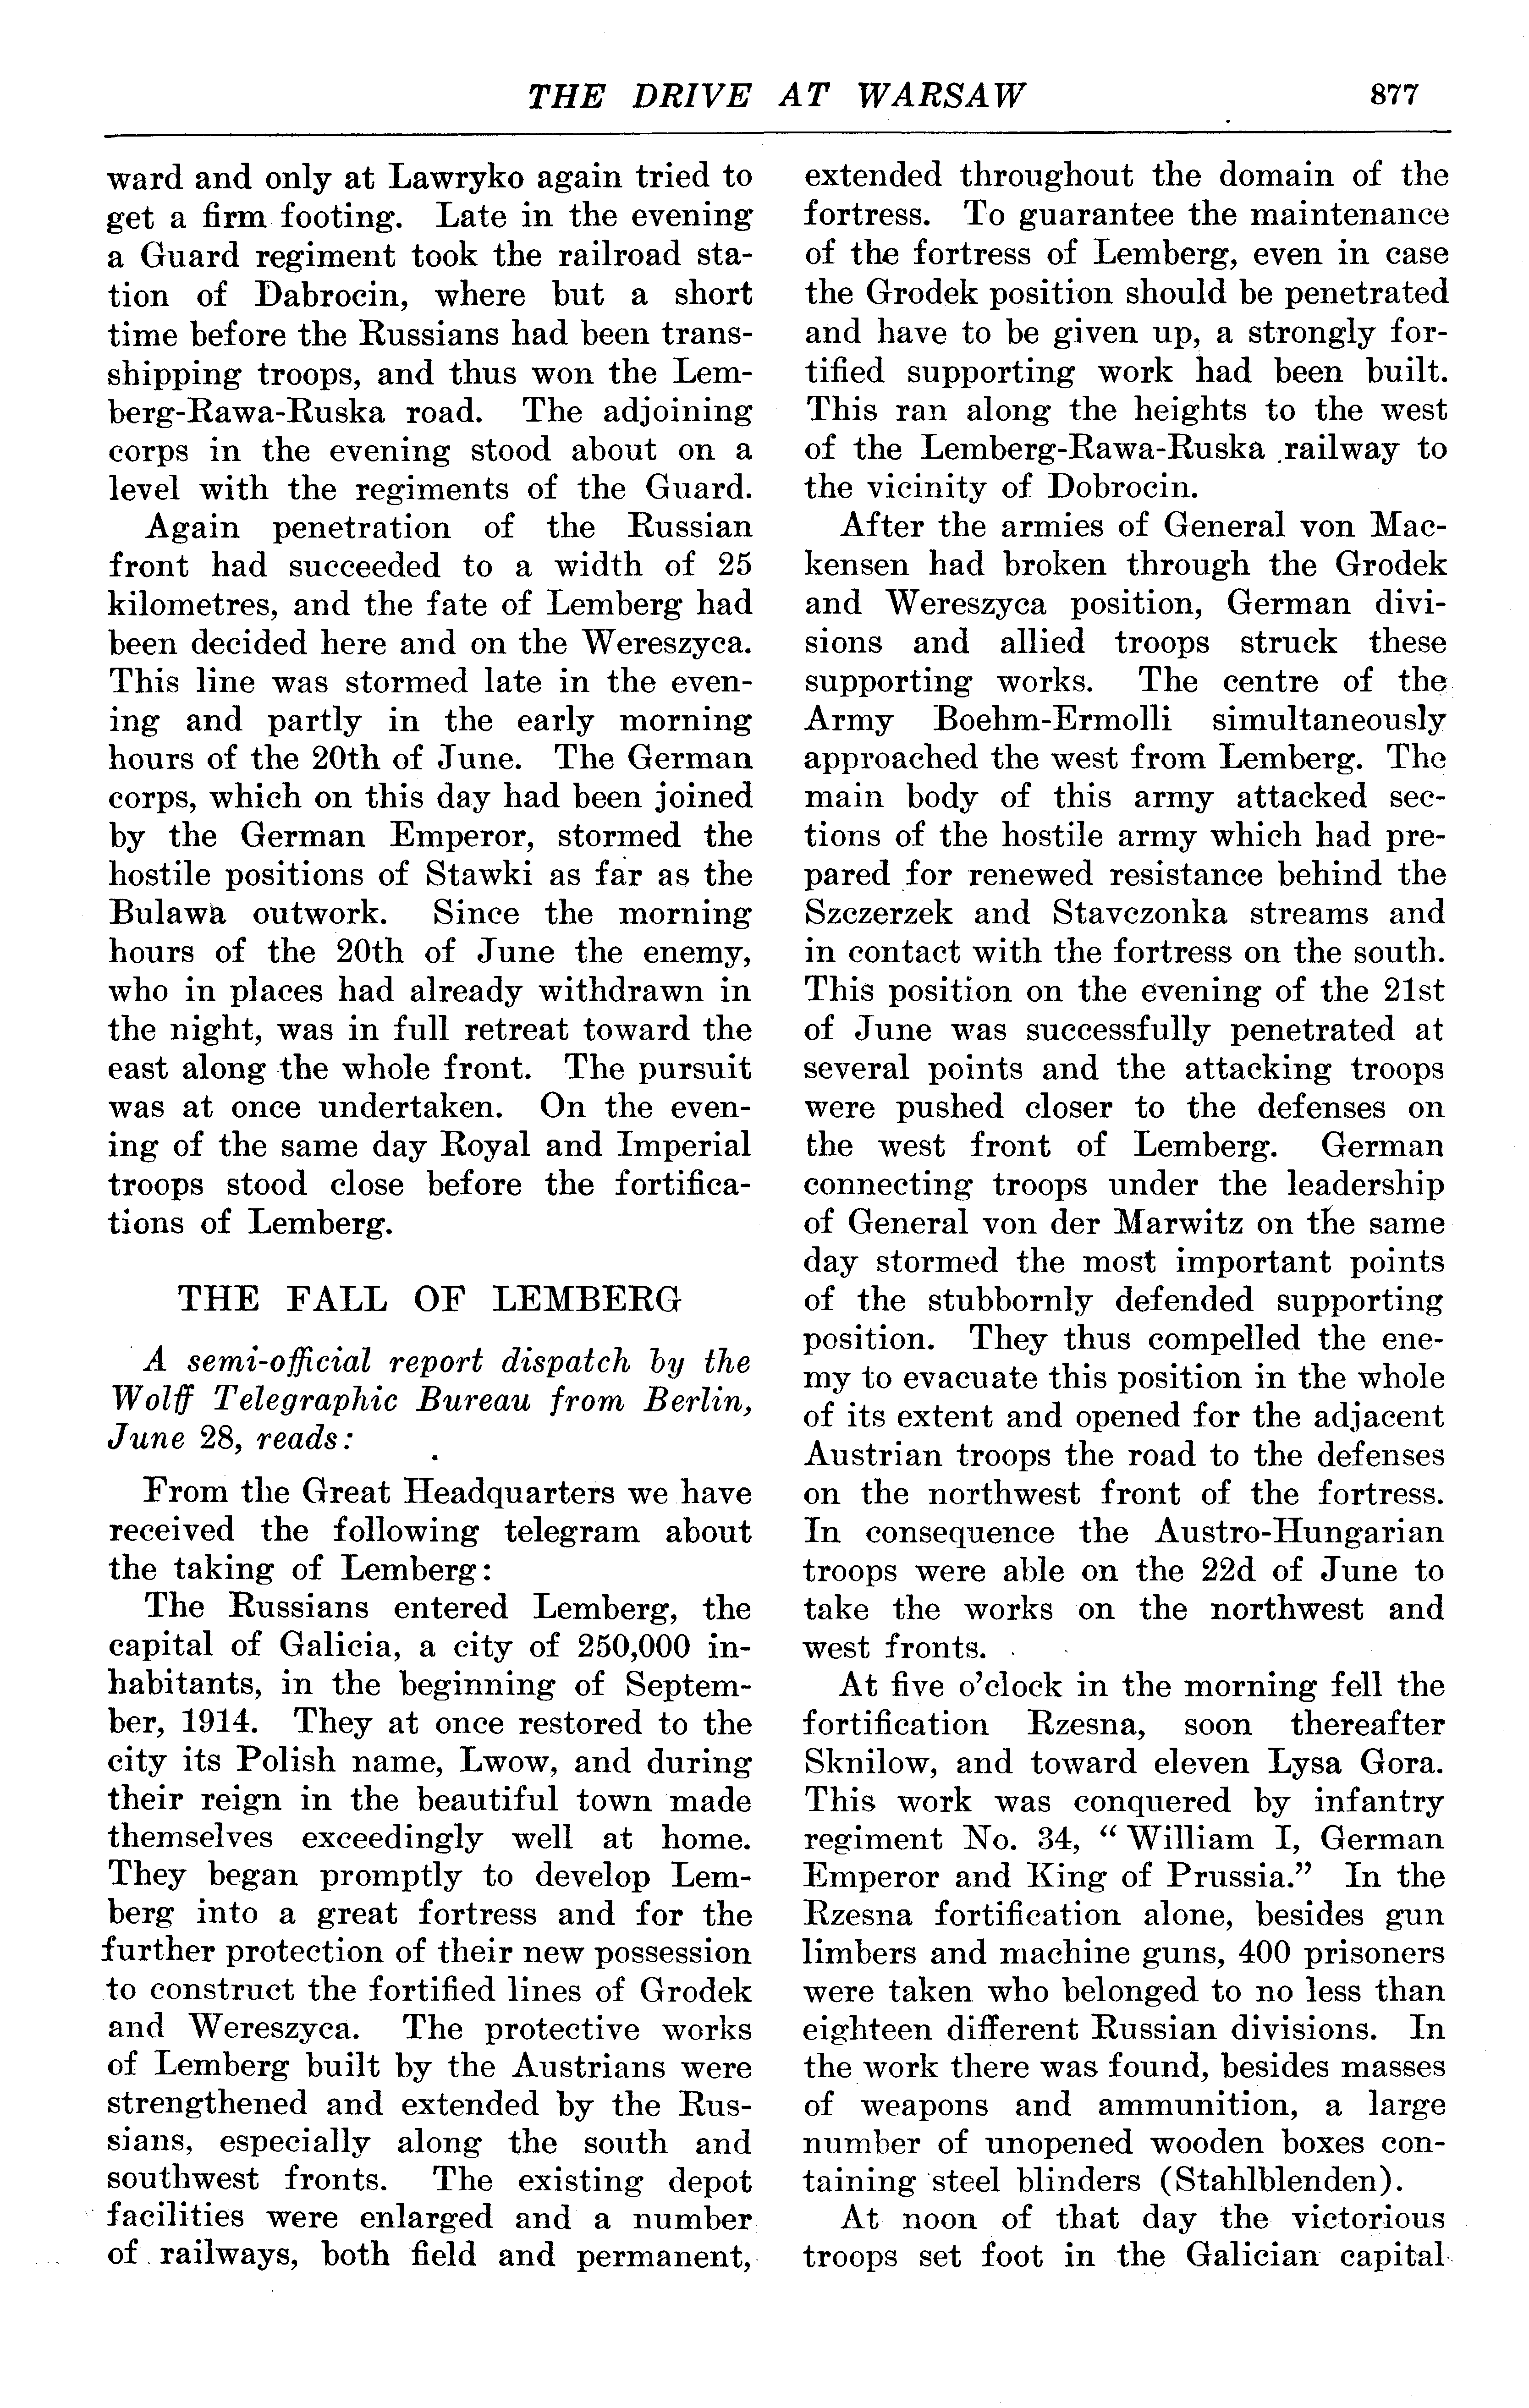 THE DRIVE AT WARSAW 877
ward and only at Lawryko again tried to
get a firm footing. Late in the evening
a Guard regiment took the railroad sta-
tion of Dabrocin, where but a short
time before the Russians had been trans-
shipping troops, and thus won the Lem-
berg-Rawa-Ruska road. The adjoining
corps in the evening stood about on a
level with the regiments of the Guard.
Again penetration of the Russian
front had succeeded to a width of 25
kilometres, and the fate of Lemberg had
been decided here and on the Wereszyca.
This line was stormed late in the even-
ing and partly in the early morning
hours of the 20th of June. The German
corps, which on this day had been joined
by the German Emperor, stormed the
hostile positions of Stawki as far as the
Bulawa outwork. Since the morning
hours of the 20th of June the enemy,
who in places had already withdrawn in
the night, was in full retreat toward the
east along the whole front. The pursuit
was at once undertaken. On the even-
ing of the same day Royal and Imperial
troops stood close before the fortifica-
tions of Lemberg.
THE FALL OF LEMBERG
A semi-official report dispatch by the
Wolff Telegraphic Bureau from Berlin,
June 28, reads:
From the Great Headquarters we have
received the following telegram about
the taking of Lemberg:
The Russians entered Lemberg, the
capital of Galicia, a city of 250,000 in-
habitants, in the beginning of Septem-
ber, 1914. They at once restored to the
city its Polish name, Lwow, and during
their reign in the beautiful town made
themselves exceedingly well at home.
They began promptly to develop Lem-
berg into a great fortress and for the
further protection of their new possession
to construct the fortified lines of Grodek
and Wereszyca. The protective works
of Lemberg built by the Austrians were
strengthened and extended by the Rus-
sians, especially along the south and
southwest fronts. The existing depot
facilities were enlarged and a number
of railways, both field and permanent,
extended throughout the domain of the
fortress. To guarantee the maintenance
of the fortress of Lemberg, even in case
the Grodek position should be penetrated
and have to be given up, a strongly for-
tified supporting work had been built.
This ran along the heights to the west
of the Lemberg-Rawa-Ruska railway to
the vicinity of Dobrocin.
After the armies of General von Mac-
kensen had broken through the Grodek
and Wereszyca position, German divi-
sions and allied troops struck these
supporting works. The centre of the
Army Boehm-Ermolli simultaneously
approached the west from Lemberg. The
main body of this army attacked sec-
tions of the hostile army which had pre-
pared for renewed resistance behind the
Szczerzek and Stavczonka streams and
in contact with the fortress on the south.
This position on the evening of the 21st
of June was successfully penetrated at
several points and the attacking troops
were pushed closer to the defenses on
the west front of Lemberg. German
connecting troops under the leadership
of General von der Marwitz on the same
day stormed the most important points
of the stubbornly defended supporting
position. They thus compelled the ene-
my to evacuate this position in the whole
of its extent and opened for the adjacent
Austrian troops the road to the defenses
on the northwest front of the fortress.
In consequence the Austro-Hungarian
troops were able on the 22d of June to
take the works on the northwest and
west fronts.
At five o'clock in the morning fell the
fortification Rzesna, soon thereafter
Sknilow, and toward eleven Lysa Gora.
This work was conquered by infantry
regiment No. 34, "William I, German
Emperor and King of Prussia." In the
Rzesna fortification alone, besides gun
limbers and machine guns, 400 prisoners
were taken who belonged to no less than
eighteen different Russian divisions. In
the work there was found, besides masses
of weapons and ammunition, a large
number of unopened wooden boxes con-
taining steel blinders (Stahlblenden).
At noon of that day the victorious
troops set foot in the Galician capital